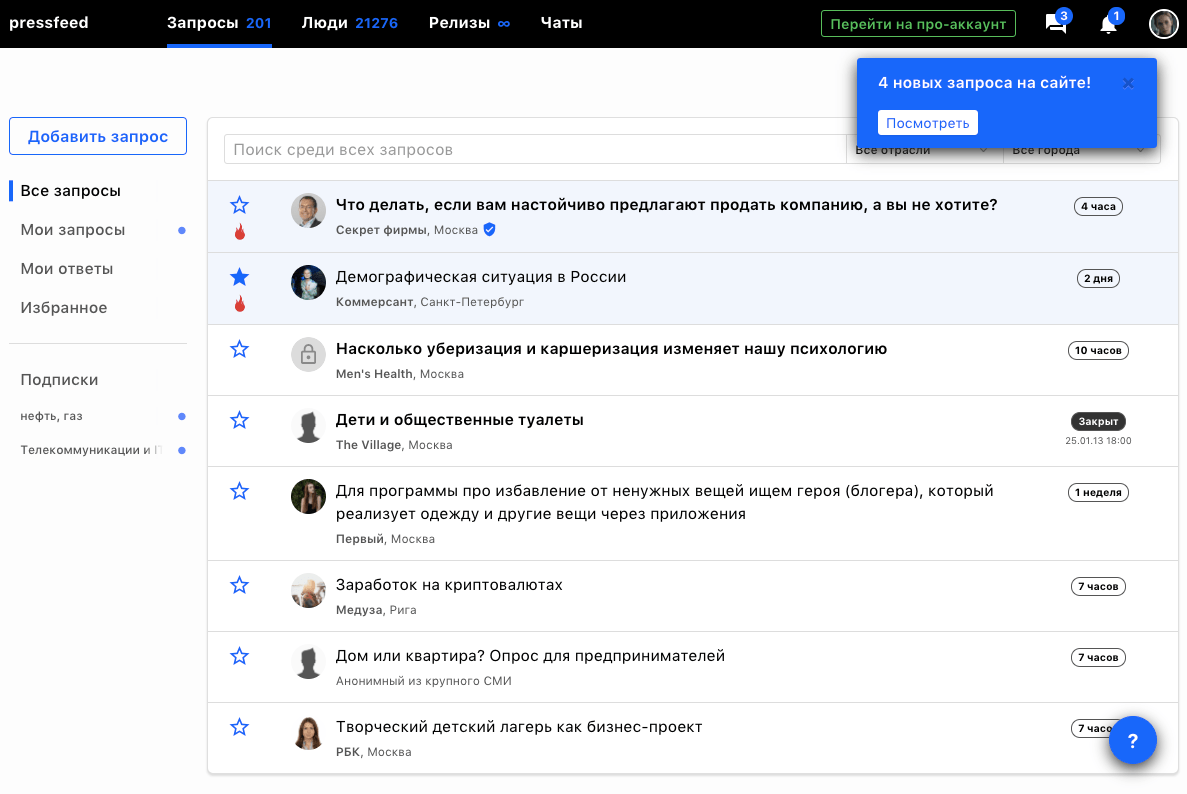 pressfeed
Запросы 201
Люди 21276
Релизы ∞
Чаты
Перейти на про-аккаунт
3
1
4 новых запроса на сайте!
×
Посмотреть
Добавить запрос
Поиск среди всех запросов
Все отрасли
Все города
Все запросы
Мои запросы
Мои ответы
Избранное
Подписки
нефть, газ
Телекоммуникации и IT
Что делать, если вам настойчиво предлагают продать компанию, а вы не хотите?
4 часа
Секрет фирмы, Москва
Демографическая ситуация в России
2 дня
Коммерсант, Санкт-Петербург
Насколько уберизация и каршеризация изменяет нашу психологию
10 часов
Men's Health, Москва
Дети и общественные туалеты
Закрыт
The Village, Москва
25.01.13 18:00
Для программы про избавление от ненужных вещей ищем героя (блогера), который
1 неделя
реализует одежду и другие вещи через приложения
Первый, Москва
Заработок на криптовалютах
7 часов
Медуза, Рига
Дом или квартира? Опрос для предпринимателей
7 часов
Анонимный из крупного СМИ
Творческий детский лагерь как бизнес-проект
7 часо
РБК, Москва
?